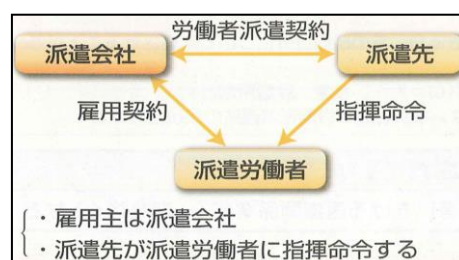 労働者派遣契約
派遣会社
派遣先
雇用契約
指揮命令
派遣労働者
・雇用主は派遣会社
・派遣先が派遣労働者に指揮命令する